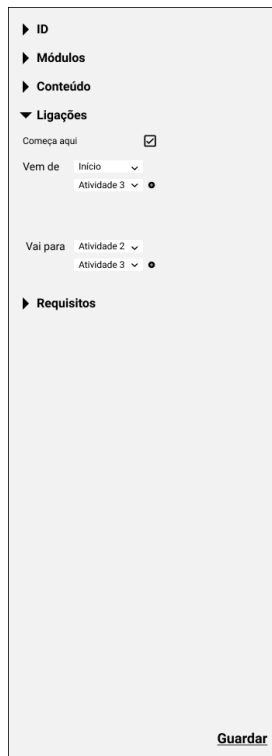 ID
Módulos
Conteúdo
Ligações
Começa aqui
Vem de Início
Atividade 3
Vai para Atividade 2
Atividade 3
Requisitos
Guardar